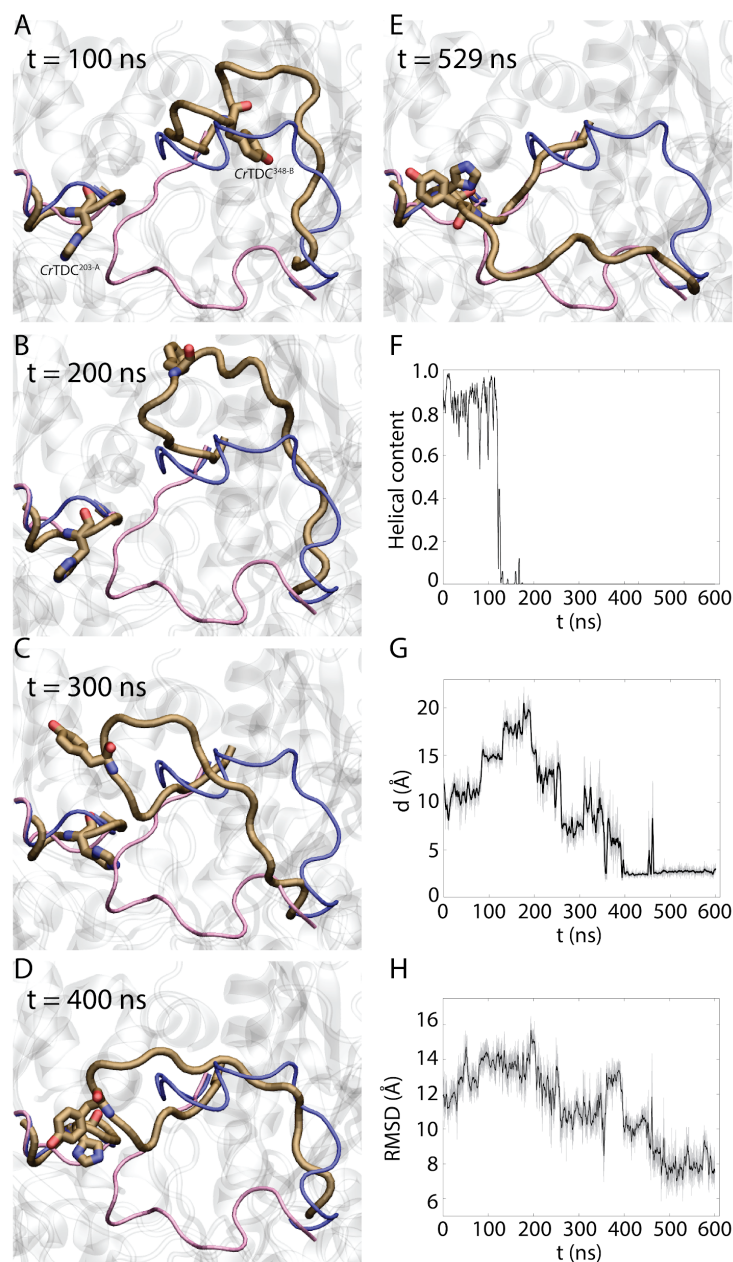 A
t = 100 ns
CrTDC348-B
CrTDC203-A
B
t = 200 ns
C
t = 300 ns
D
t = 400 ns
E
t = 529 ns
F
1.0
0.8
0.6
0.4
0.2
0
Helical content
0 100 200 300 400 500 600
t (ns)
G
20
15
10
5
0
d (Å)
0 100 200 300 400 500 600
t (ns)
H
16
14
12
10
8
6
RMSD (Å)
0 100 200 300 400 500 600
t (ns)